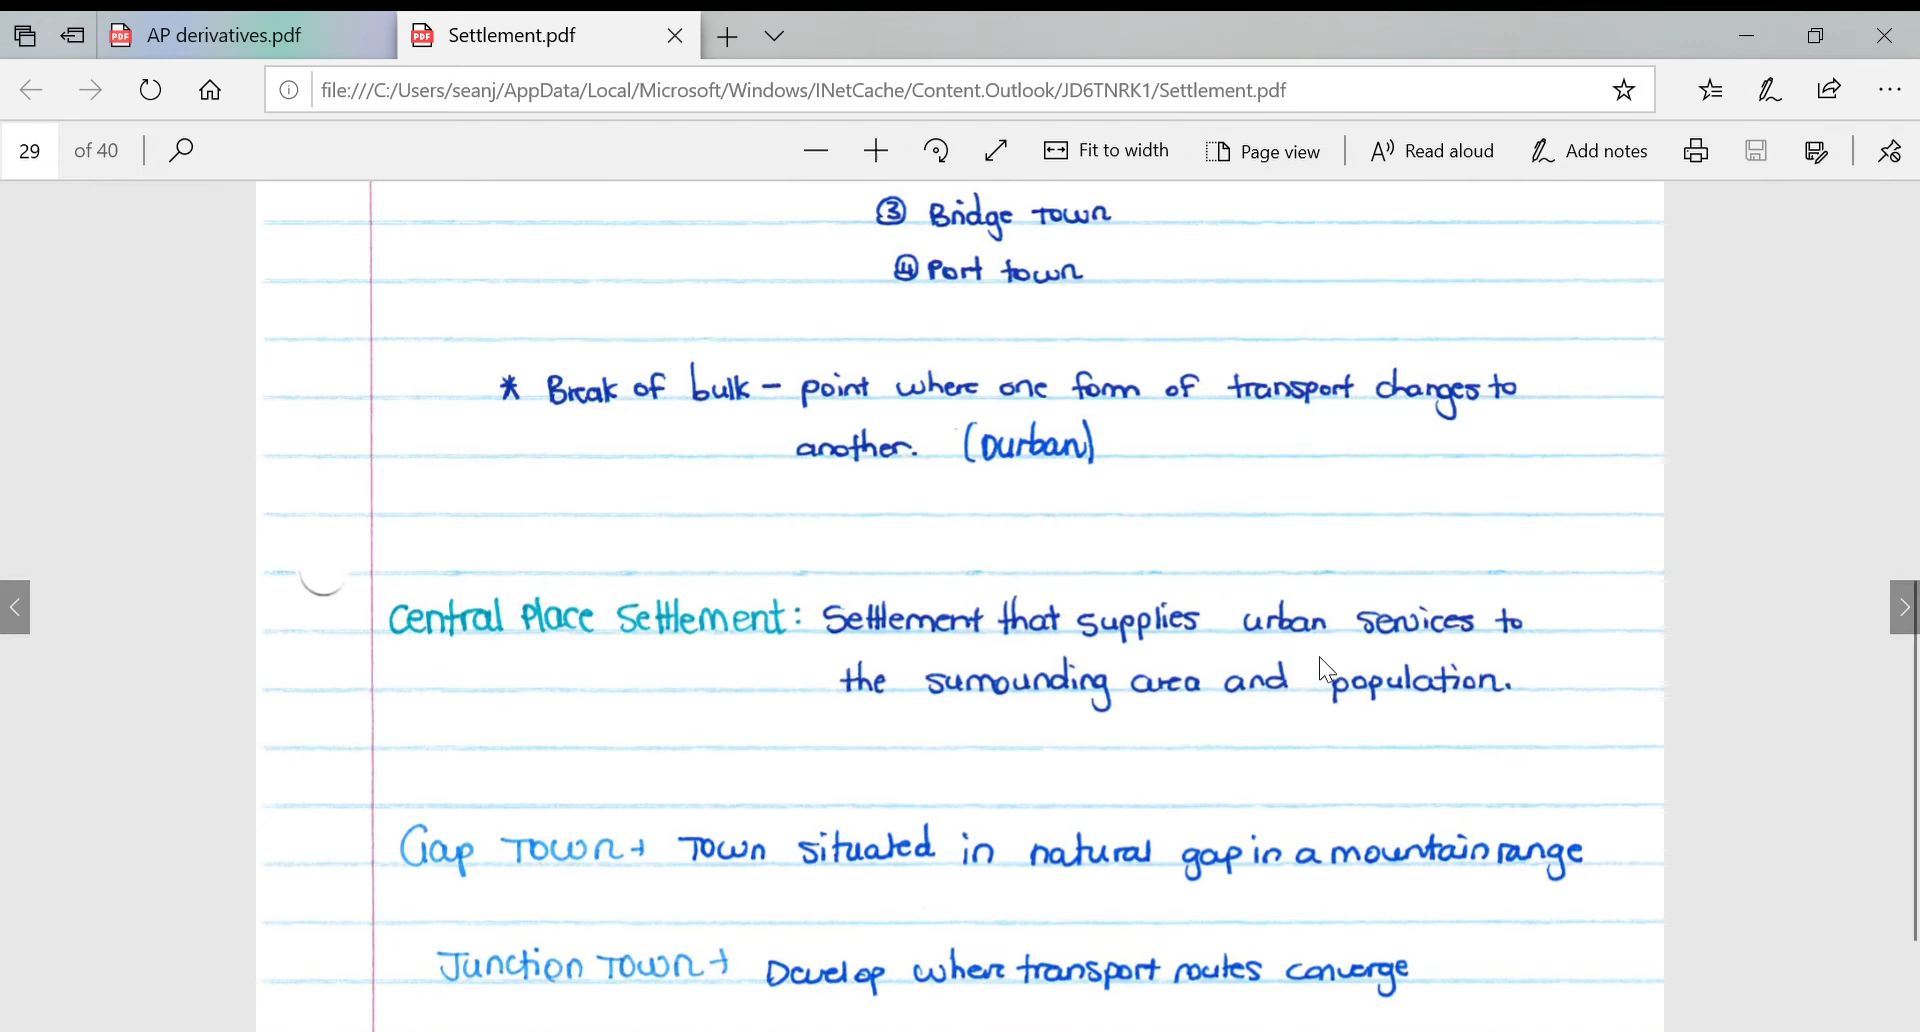 AP derivatives.pdf
Settlement.pdf
file:///C:/Users/seanj/AppData/Local/Microsoft/Windows/INetCache/Content.Outlook/JD6TNRK1/Settlement.pdf
29 of 40 Fit to width Page view Read aloud Add notes
③ Bridge Town
④ Port town
* Break of bulk - point where one form of transport changes to
another. (Durban)
Central Place Settlement: Settlement that supplies urban services to
the surrounding area and population.
Gap Town → Town situated in natural gap in a mountain range
Junction Town → Develop where transport routes converge